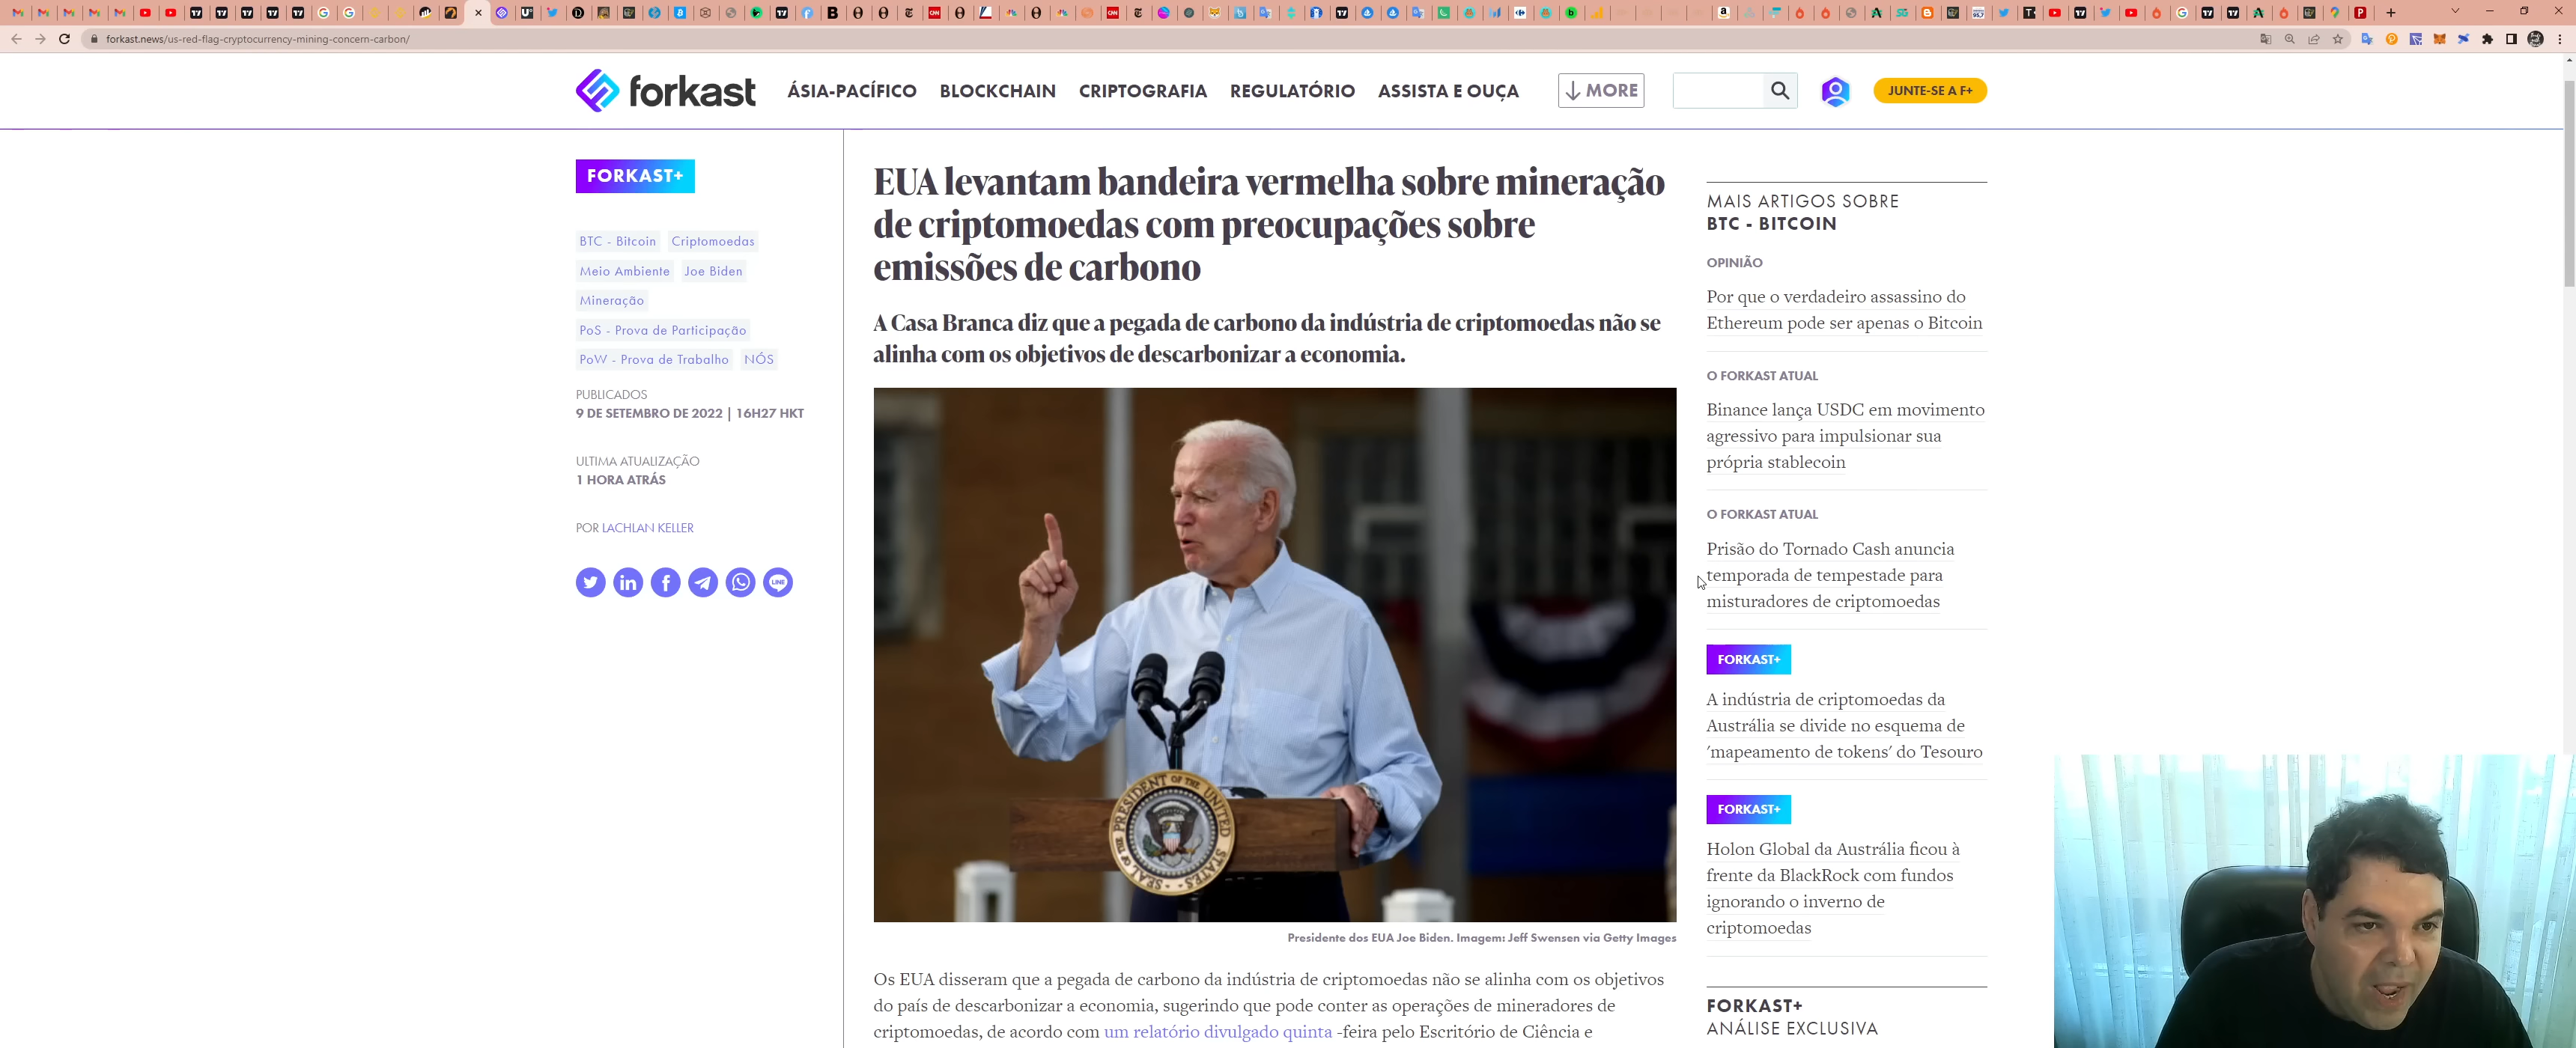 forkast.news/us-red-flag-cryptocurrency-mining-concern-carbon/
forkast
ÁSIA-PACÍFICO
BLOCKCHAIN
CRIPTOGRAFIA
REGULATÓRIO
ASSISTA E OUÇA
MORE
JUNTE-SE A F+
FORKAST+
BTC - Bitcoin
Criptomoedas
Meio Ambiente
Joe Biden
Mineração
PoS - Prova de Participação
PoW - Prova de Trabalho
NÓS
PUBLICADOS
9 DE SETEMBRO DE 2022 | 16H27 HKT
ULTIMA ATUALIZAÇÃO
1 HORA ATRÁS
POR LACHLAN KELLER
EUA levantam bandeira vermelha sobre mineração
de criptomoedas com preocupações sobre
emissões de carbono
A Casa Branca diz que a pegada de carbono da indústria de criptomoedas não se
alinha com os objetivos de descarbonizar a economia.
SEAL OF THE PRESIDENT OF THE UNITED STATES
Presidente dos EUA Joe Biden. Imagem: Jeff Swensen via Getty Images
Os EUA disseram que a pegada de carbono da indústria de criptomoedas não se alinha com os objetivos
do país de descarbonizar a economia, sugerindo que pode conter as operações de mineradores de
criptomoedas, de acordo com um relatório divulgado quinta -feira pelo Escritório de Ciência e
MAIS ARTIGOS SOBRE
BTC - BITCOIN
OPINIÃO
Por que o verdadeiro assassino do
Ethereum pode ser apenas o Bitcoin
O FORKAST ATUAL
Binance lança USDC em movimento
agressivo para impulsionar sua
própria stablecoin
O FORKAST ATUAL
Prisão do Tornado Cash anuncia
temporada de tempestade para
misturadores de criptomoedas
FORKAST+
A indústria de criptomoedas da
Austrália se divide no esquema de
'mapeamento de tokens' do Tesouro
FORKAST+
Holon Global da Austrália ficou à
frente da BlackRock com fundos
ignorando o inverno de
criptomoedas
FORKAST+
ANÁLISE EXCLUSIVA